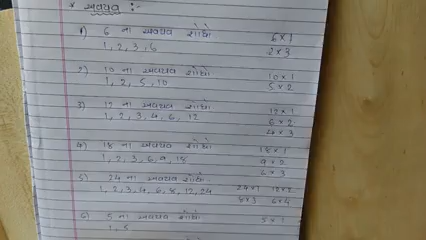 * અવયવ :-
૧) 6 ના અવયવ શોધો 6 × 1
1, 2, 3, 6 2 × 3
૨) 10 ના અવયવ શોધો 10 × 1
1, 2, 5, 10 5 × 2
3) 12 ના અવયવ શોધો 12 × 1
1, 2, 3, 4, 6, 12 6 × 2
4 × 3
૪) 18 ના અવયવ શોધો 18 × 1
1, 2, 3, 6, 9, 18 9 × 2
6 × 3
5) 24 ના અવયવ શોધો
1, 2, 3, 4, 6, 8, 12, 24 24×1 12×2
8×3 6×4
6) 5 ના અવયવ શોધો 5 × 1
1, 5